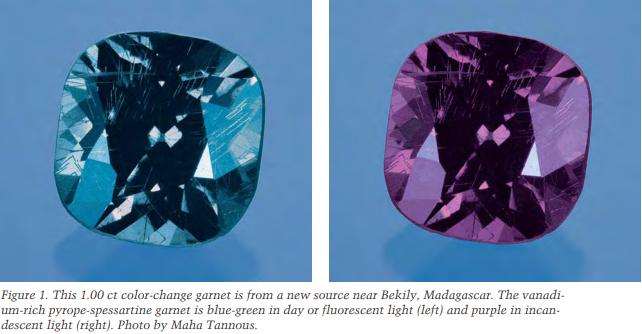 Figure 1. This 1.00 ct color-change garnet is from a new source near Bekily, Madagascar. The vanadi-
um-rich pyrope-spessartine garnet is blue-green in day or fluorescent light (left) and purple in incan-
descent light (right). Photo by Maha Tannous.